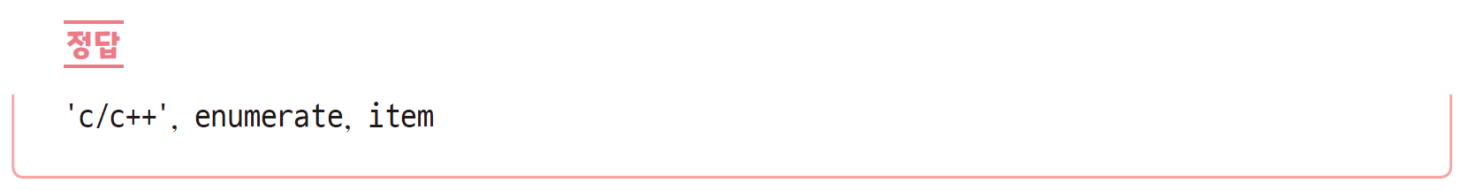 정답
'c/c++', enumerate, item